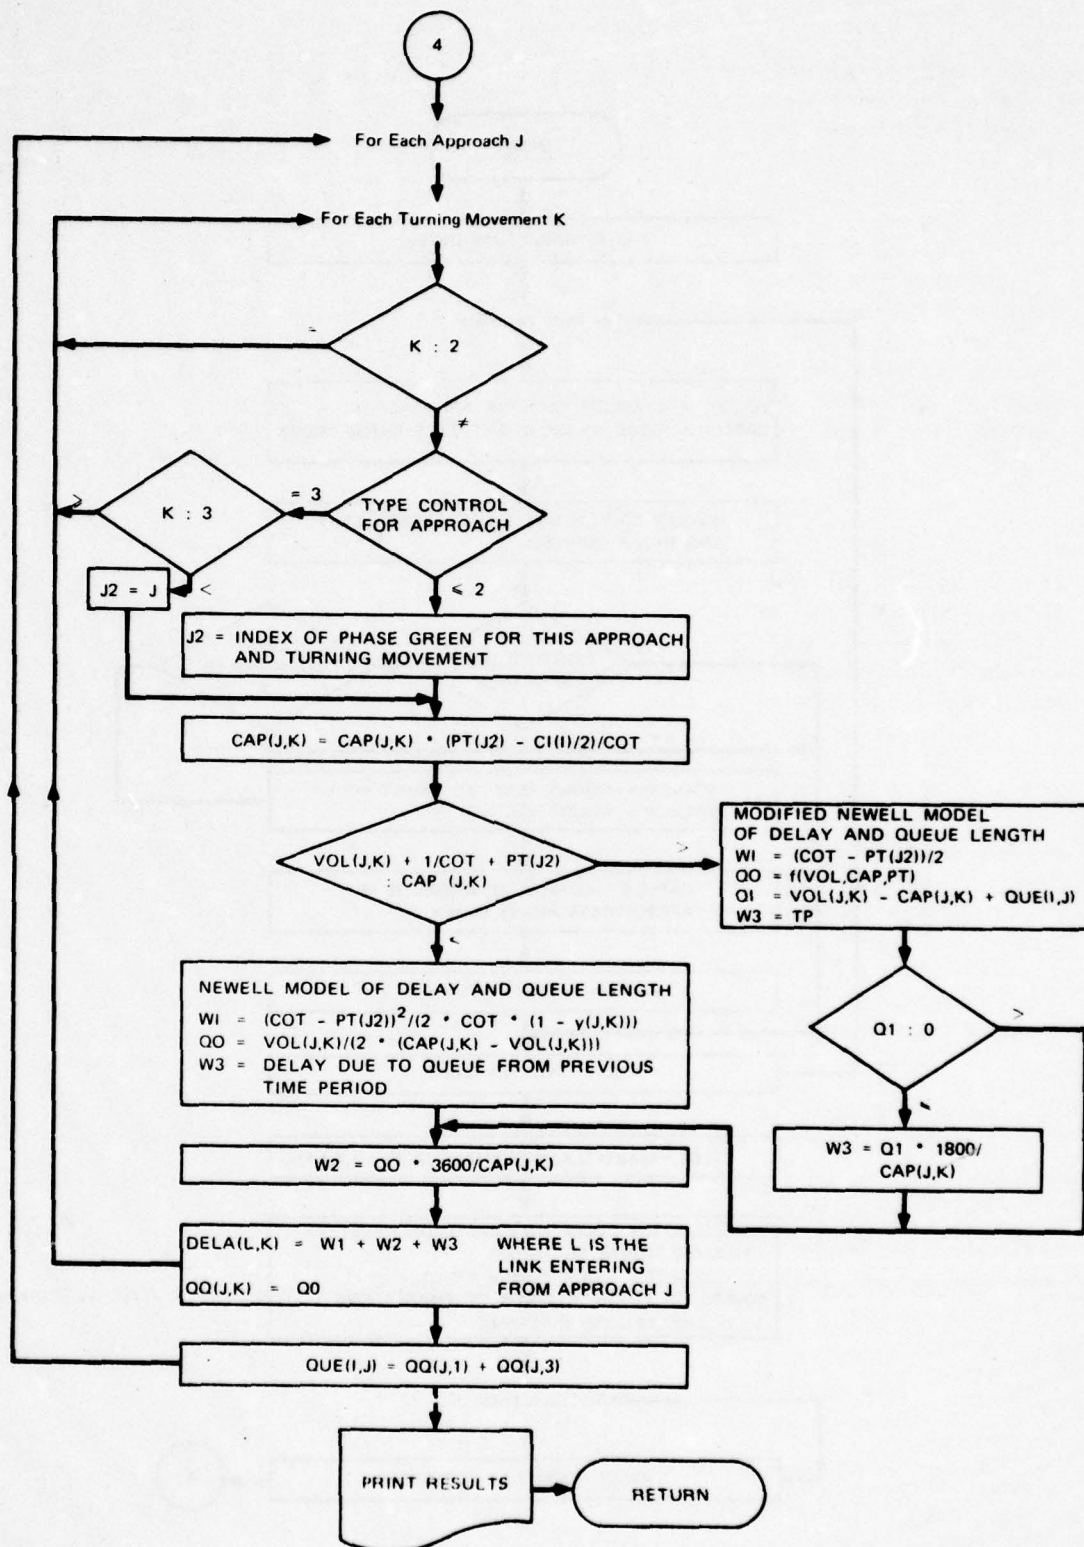 4
For Each Approach J
For Each Turning Movement K
K : 2
=
≠
TYPE CONTROL
FOR APPROACH
= 3
K : 3
≥
<
J2 = J
≤ 2
J2 = INDEX OF PHASE GREEN FOR THIS APPROACH
AND TURNING MOVEMENT
CAP(J,K) = CAP(J,K) * (PT(J2) - CI(I)/2)/COT
VOL(J,K) + 1/COT + PT(J2)
: CAP (J,K)
>
<
MODIFIED NEWELL MODEL
OF DELAY AND QUEUE LENGTH
WI = (COT - PT(J2))/2
QO = f(VOL,CAP,PT)
QI = VOL(J,K) - CAP(J,K) + QUE(I,J)
W3 = TP
NEWELL MODEL OF DELAY AND QUEUE LENGTH
WI = (COT - PT(J2))²/(2 * COT * (1 - y(J,K)))
QO = VOL(J,K)/(2 * (CAP(J,K) - VOL(J,K)))
W3 = DELAY DUE TO QUEUE FROM PREVIOUS
TIME PERIOD
Q1 : 0
>
W3 = Q1 * 1800/
CAP(J,K)
W2 = QO * 3600/CAP(J,K)
DELA(L,K) = W1 + W2 + W3 WHERE L IS THE
LINK ENTERING
QQ(J,K) = Q0 FROM APPROACH J
QUE(I,J) = QQ(J,1) + QQ(J,3)
PRINT RESULTS
RETURN